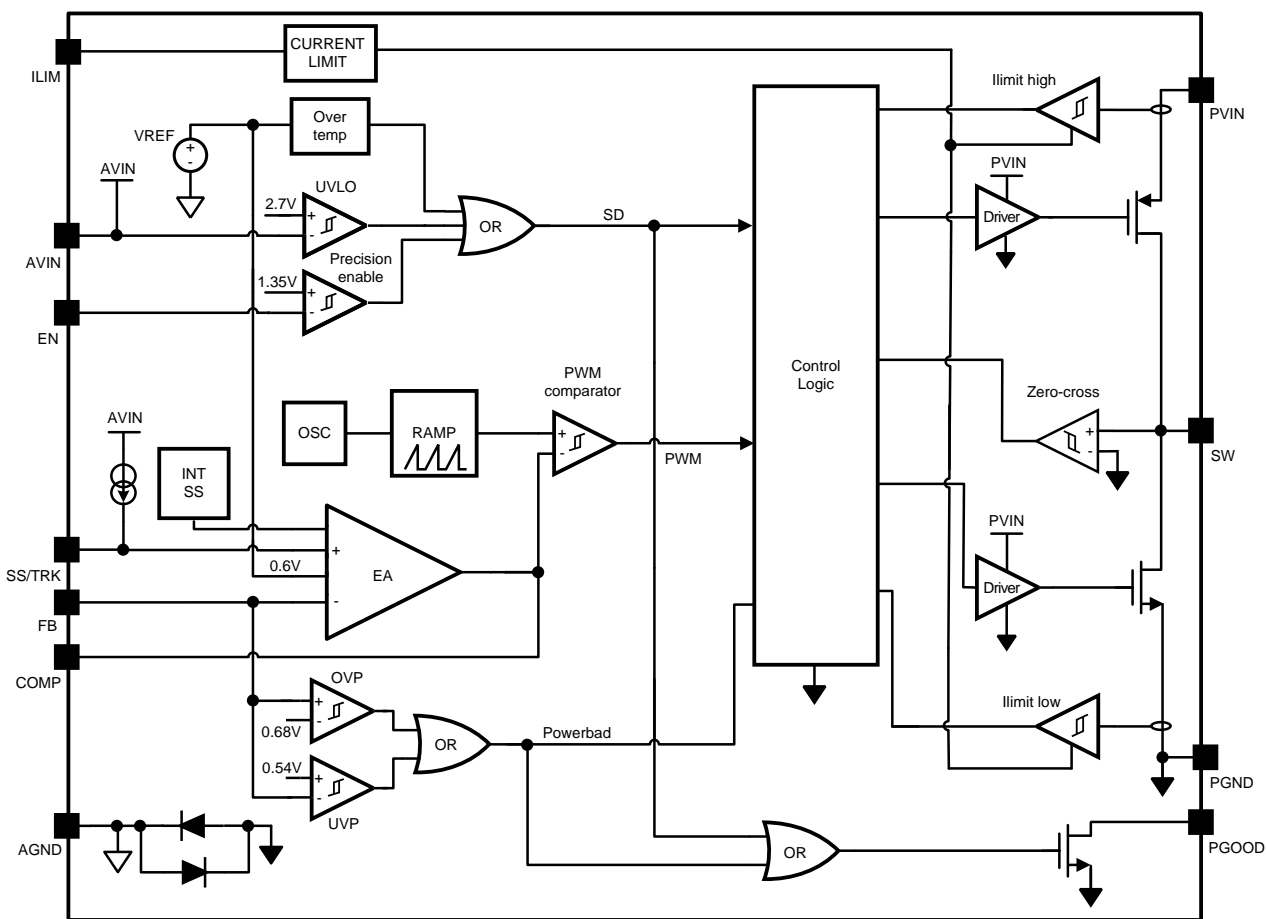 CURRENT
LIMIT
ILIM
Ilimit high
PVIN
Over
temp
VREF
+
-
AVIN
UVLO
2.7V
+
-
OR
SD
PVIN
Driver
AVIN
Precision
enable
1.35V
+
-
EN
Control
Logic
PWM
comparator
Zero-cross
AVIN
OSC
RAMP
+
-
PWM
+
-
SW
INT
SS
PVIN
+
SS/TRK
0.6V
EA
Driver
-
FB
COMP
OVP
+
-
0.68V
Ilimit low
OR
Powerbad
0.54V
+
-
UVP
PGND
AGND
OR
PGOOD